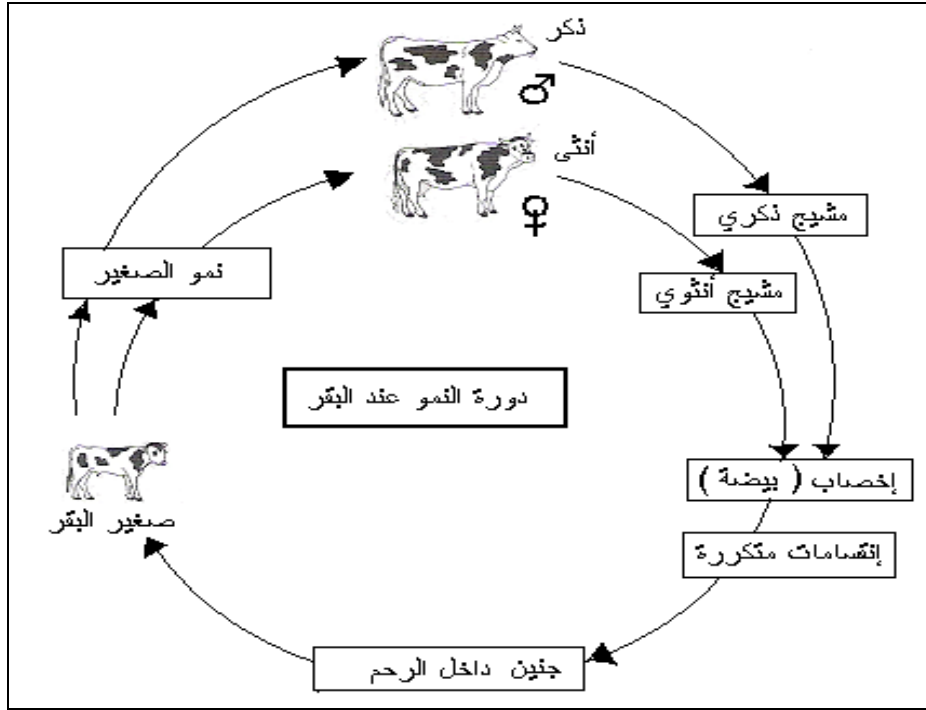 ذكر
♂
أنثى
♀
مشيج ذكري
مشيج أنثوي
نمو الصغير
دورة النمو عند البقر
إخصاب ( بيضة )
صغير البقر
إنقسامات متكررة
جنين داخل الرحم